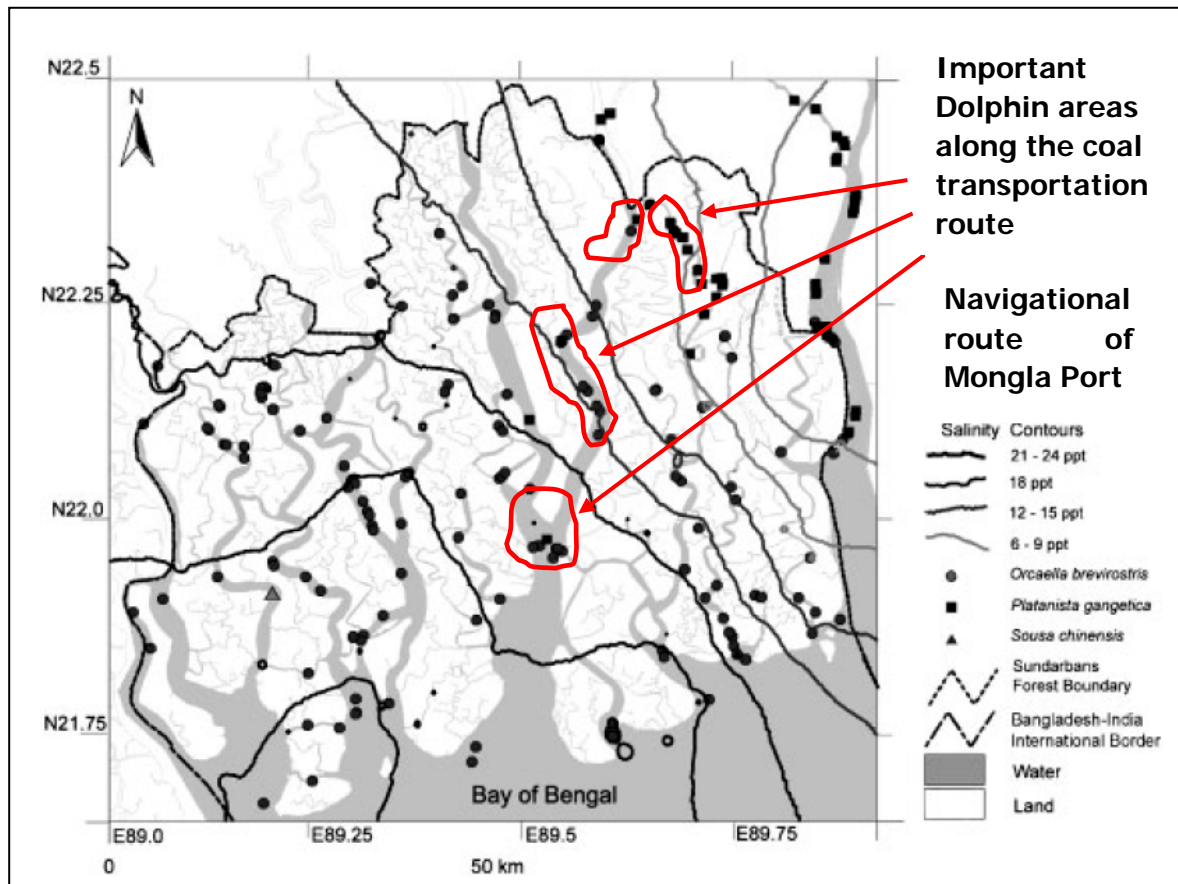 N22.5
N
N22.25
N22.0
N21.75
Bay of Bengal
E89.0
E89.25
E89.5
E89.75
0
50 km
Important
Dolphin areas
along the coal
transportation
route
Navigational
route of
Mongla Port
Salinity Contours
21 - 24 ppt
18 ppt
12 - 15 ppt
6 - 9 ppt
Orcaella brevirostris
Platanista gangetica
Sousa chinensis
Sundarbans
Forest Boundary
Bangladesh-India
International Border
Water
Land